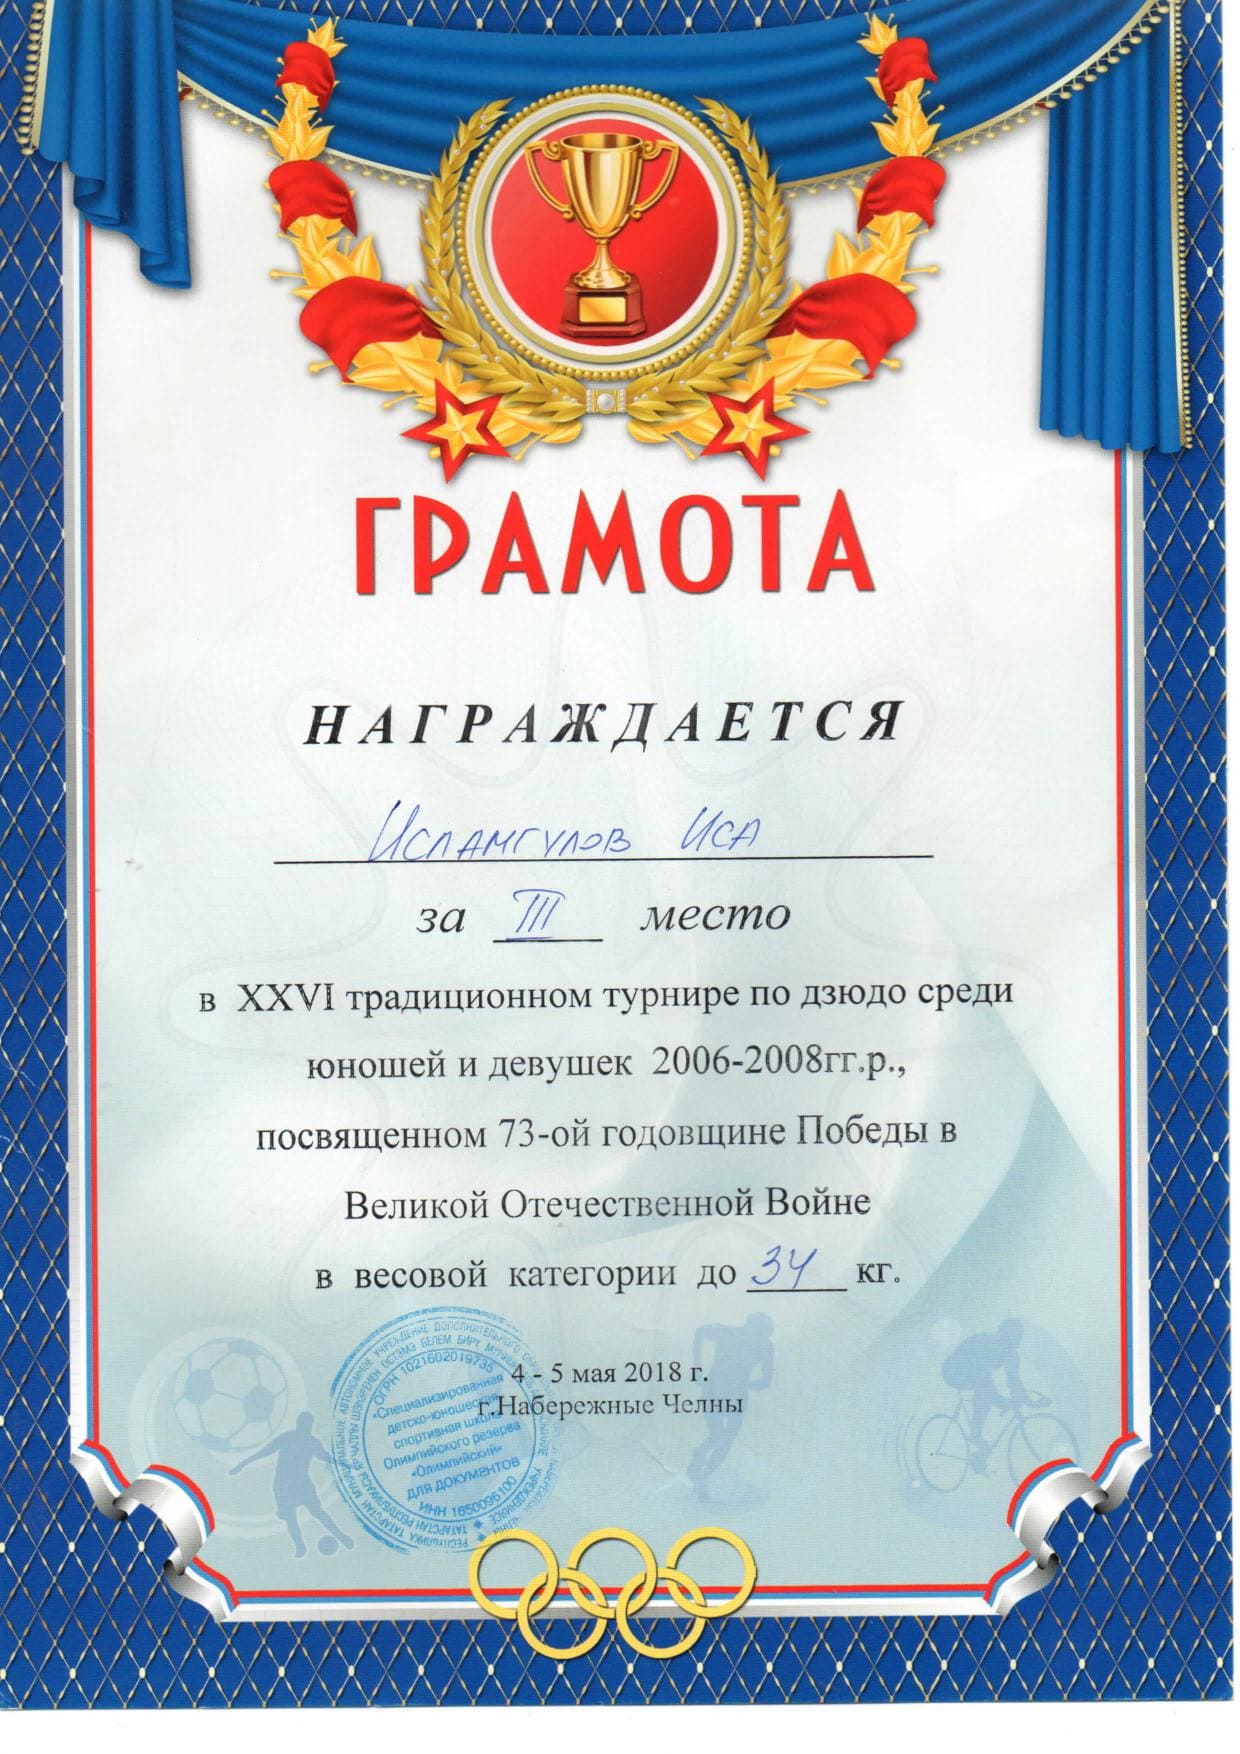 ГРАМОТА
НАГРАЖДАЕТСЯ
Исламгулов Иса
за III место
в XXVI традиционном турнире по дзюдо среди
юношей и девушек 2006-2008гг.р.,
посвященном 73-ой годовщине Победы в
Великой Отечественной Войне
в весовой категории до 34 кг.
4 - 5 мая 2018 г.
г.Набережные Челны
ОГРН 1021602019735
«Специализированная
детско-юношеская
спортивная школа
Олимпийского резерва
«Олимпийский»
ДЛЯ ДОКУМЕНТОВ
ИНН 1650096100